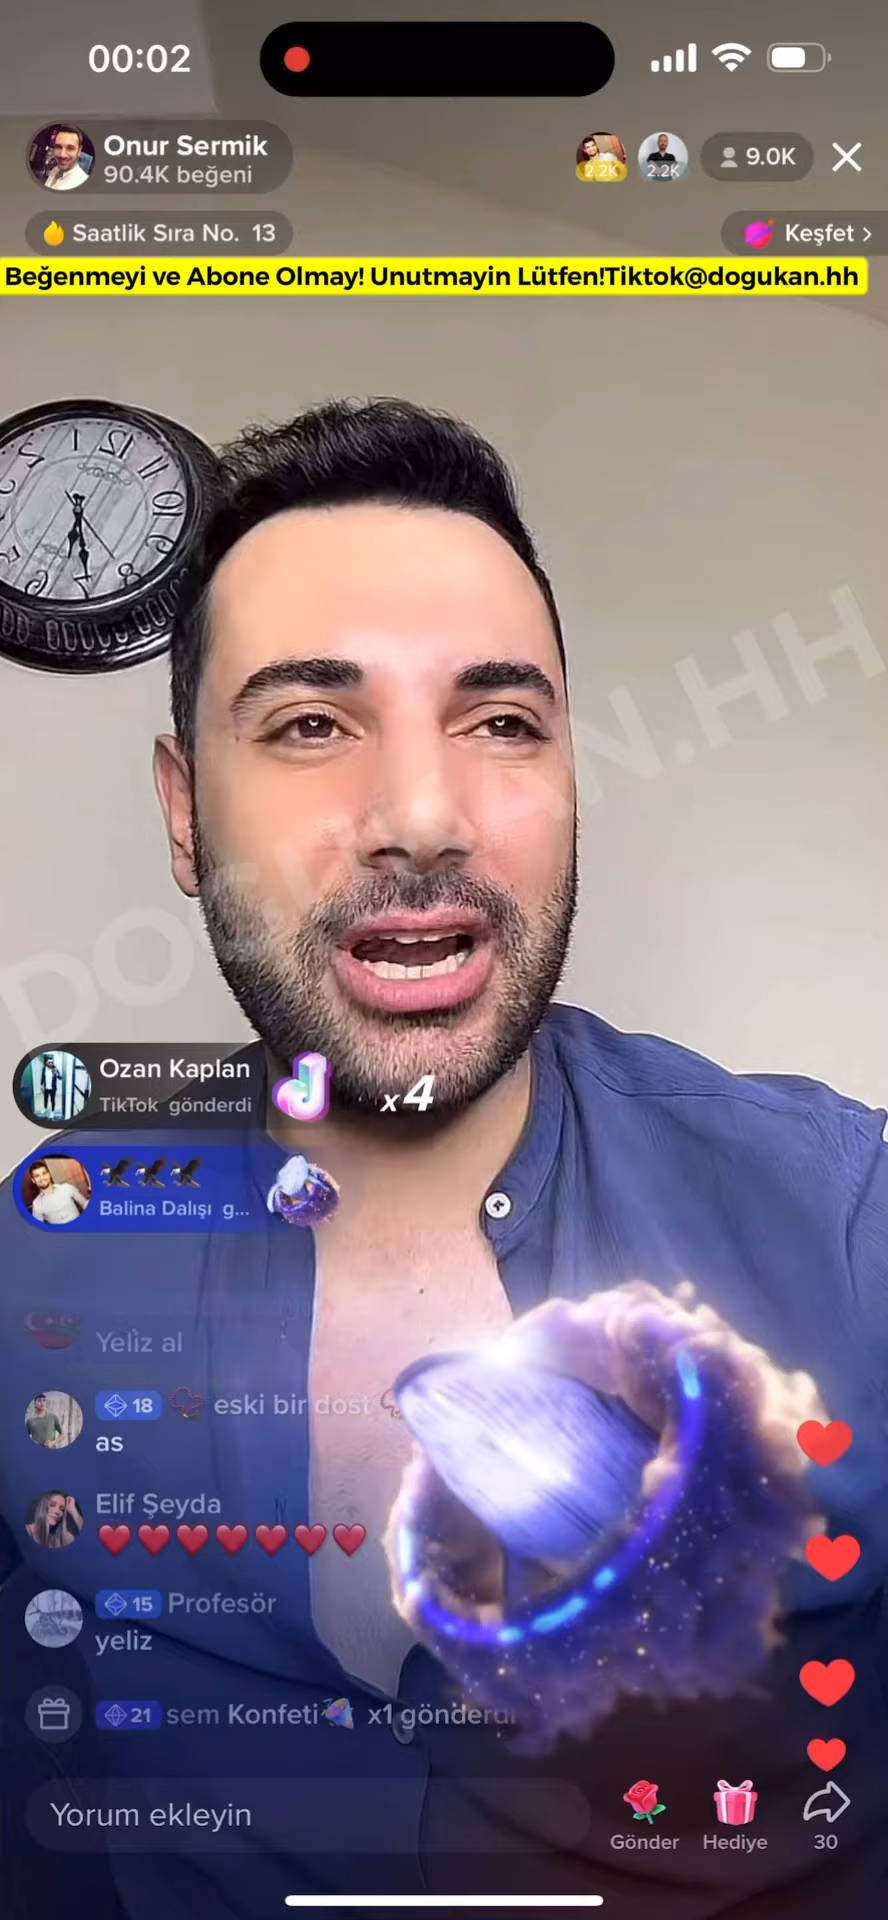 00:02
Onur Sermik
90.4K beğeni
2.2K
2.2K
9.0K
Saatlik Sıra No. 13
Keşfet >
Beğenmeyi ve Abone Olmay! Unutmayin Lütfen!Tiktok@dogukan.hh
DOGUKAN.HH
Ozan Kaplan
TikTok gönderdi
x4
Balina Dalışı g...
Yeliz al
18 eski bir dost
as
Elif Şeyda
15 Profesör
yeliz
21 sem Konfeti x1 gönderdi
Yorum ekleyin
Gönder
Hediye
30